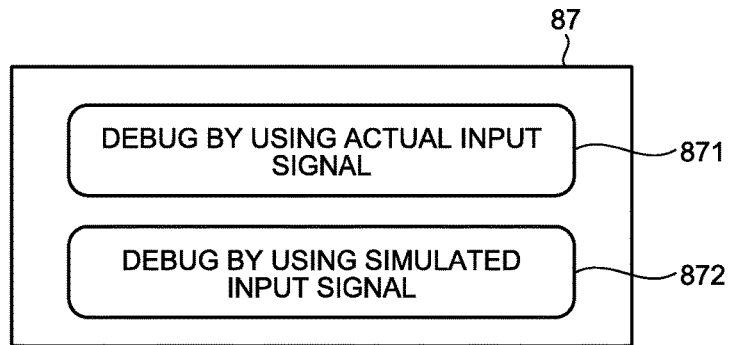 87
DEBUG BY USING ACTUAL INPUT
SIGNAL
871
DEBUG BY USING SIMULATED
INPUT SIGNAL
872